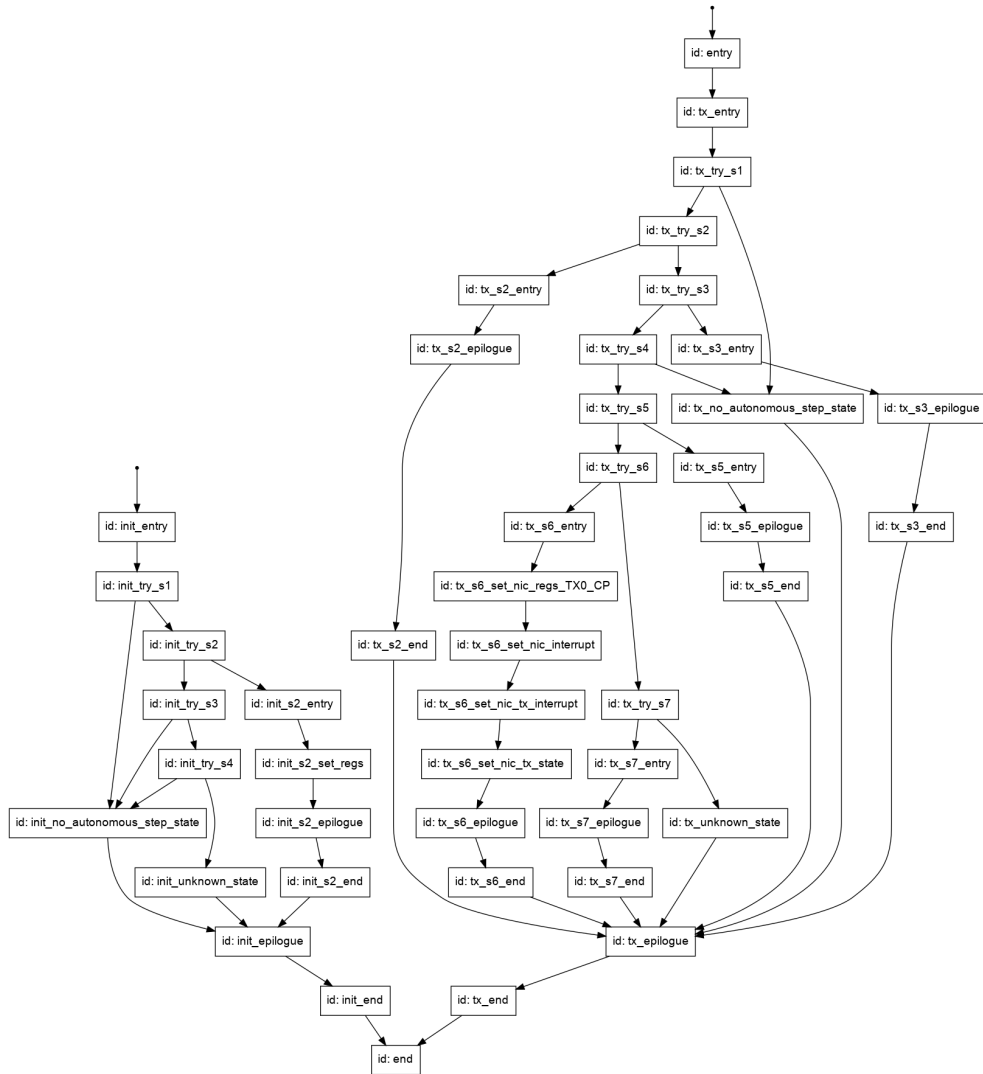 id: entry
id: tx_entry
id: tx_try_s1
id: tx_try_s2
id: tx_s2_entry
id: tx_try_s3
id: tx_s2_epilogue
id: tx_try_s4
id: tx_s3_entry
id: tx_try_s5
id: tx_no_autonomous_step_state
id: tx_s3_epilogue
id: tx_try_s6
id: tx_s5_entry
id: init_entry
id: tx_s6_entry
id: tx_s5_epilogue
id: tx_s3_end
id: init_try_s1
id: tx_s6_set_nic_regs_TX0_CP
id: tx_s5_end
id: init_try_s2
id: tx_s2_end
id: tx_s6_set_nic_interrupt
id: init_try_s3
id: init_s2_entry
id: tx_s6_set_nic_tx_interrupt
id: tx_try_s7
id: init_try_s4
id: init_s2_set_regs
id: tx_s6_set_nic_tx_state
id: tx_s7_entry
id: init_no_autonomous_step_state
id: init_s2_epilogue
id: tx_s6_epilogue
id: tx_s7_epilogue
id: tx_unknown_state
id: init_unknown_state
id: init_s2_end
id: tx_s6_end
id: tx_s7_end
id: init_epilogue
id: tx_epilogue
id: init_end
id: tx_end
id: end